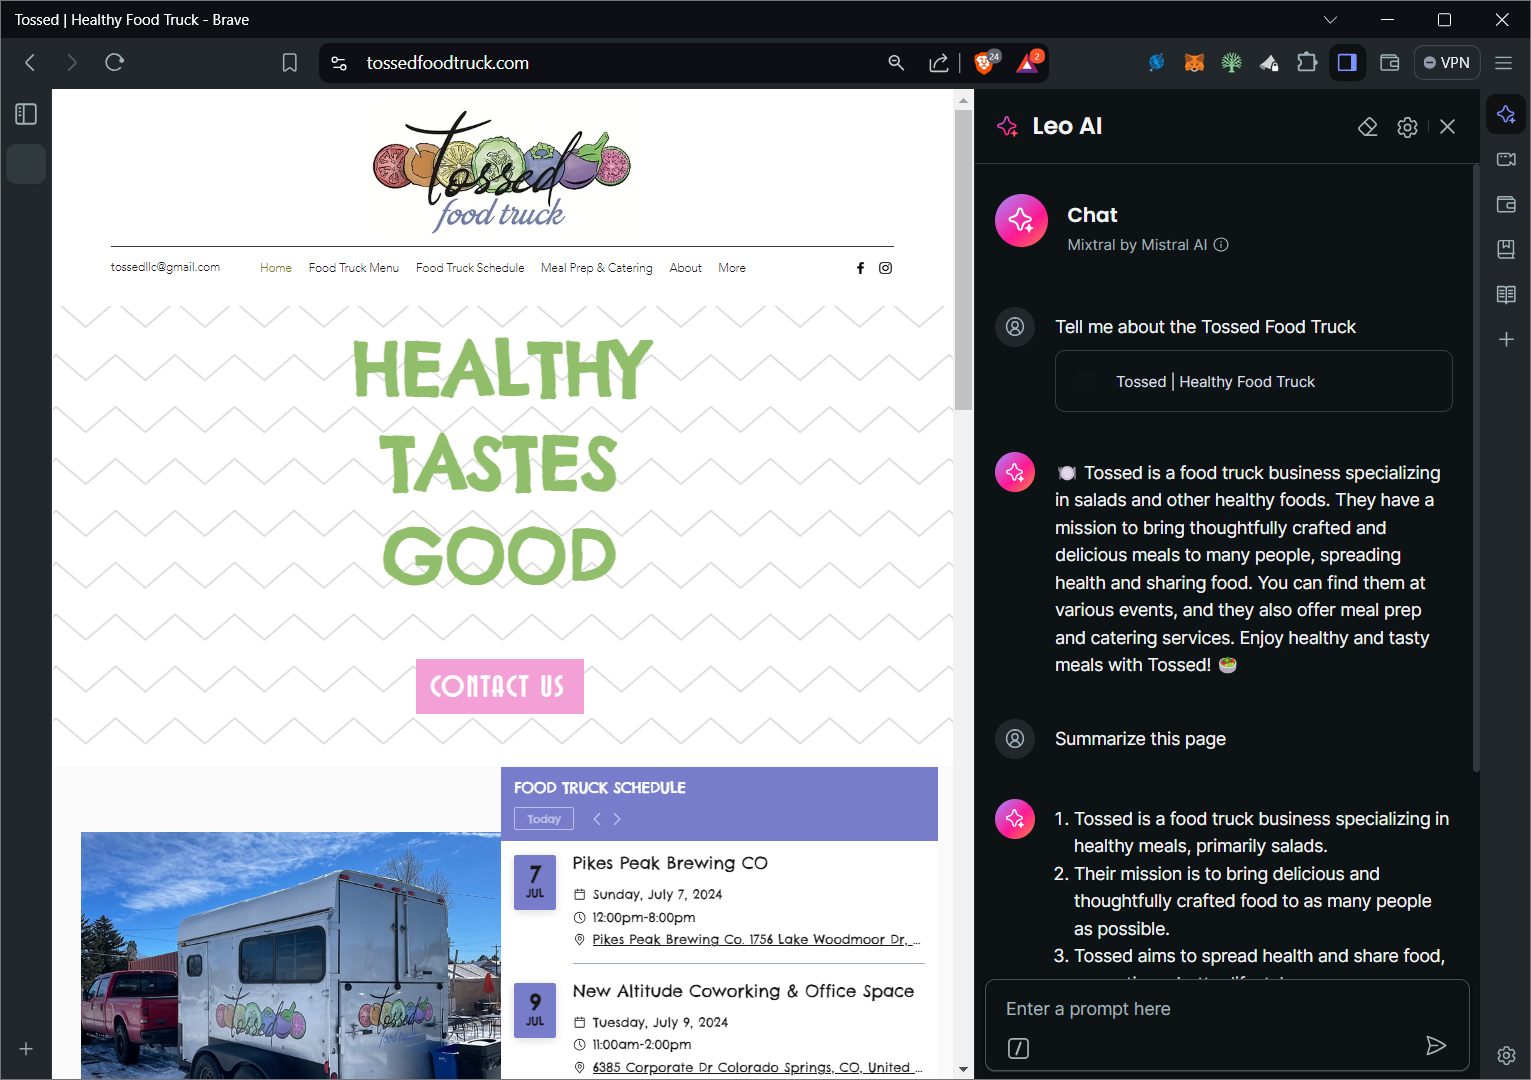 Tossed | Healthy Food Truck - Brave
tossedfoodtruck.com
24
2
VPN
tossed
food truck
tossedllc@gmail.com
Home
Food Truck Menu
Food Truck Schedule
Meal Prep & Catering
About
More
HEALTHY
TASTES
GOOD
CONTACT US
FOOD TRUCK SCHEDULE
Today
7
JUL
Pikes Peak Brewing CO
Sunday, July 7, 2024
12:00pm-8:00pm
Pikes Peak Brewing Co. 1756 Lake Woodmoor Dr, ...
9
JUL
New Altitude Coworking & Office Space
Tuesday, July 9, 2024
11:00am-2:00pm
6385 Corporate Dr Colorado Springs, CO, United ...
tossed
tossed
food truck
Leo AI
Chat
Mixtral by Mistral AI
Tell me about the Tossed Food Truck
Tossed | Healthy Food Truck
Tossed is a food truck business specializing
in salads and other healthy foods. They have a
mission to bring thoughtfully crafted and
delicious meals to many people, spreading
health and sharing food. You can find them at
various events, and they also offer meal prep
and catering services. Enjoy healthy and tasty
meals with Tossed!
Summarize this page
1. Tossed is a food truck business specializing in
healthy meals, primarily salads.
2. Their mission is to bring delicious and
thoughtfully crafted food to as many people
as possible.
3. Tossed aims to spread health and share food,
Enter a prompt here